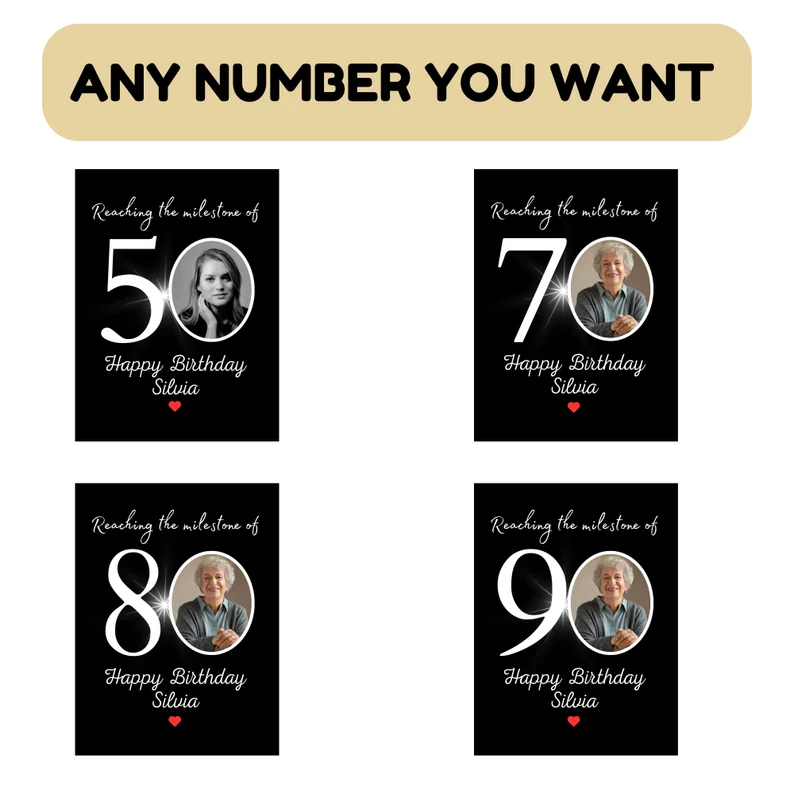 ANY NUMBER YOU WANT
Reaching the milestone of
50
Happy Birthday
Silvia
Reaching the milestone of
70
Happy Birthday
Silvia
Reaching the milestone of
80
Happy Birthday
Silvia
Reaching the milestone of
90
Happy Birthday
Silvia